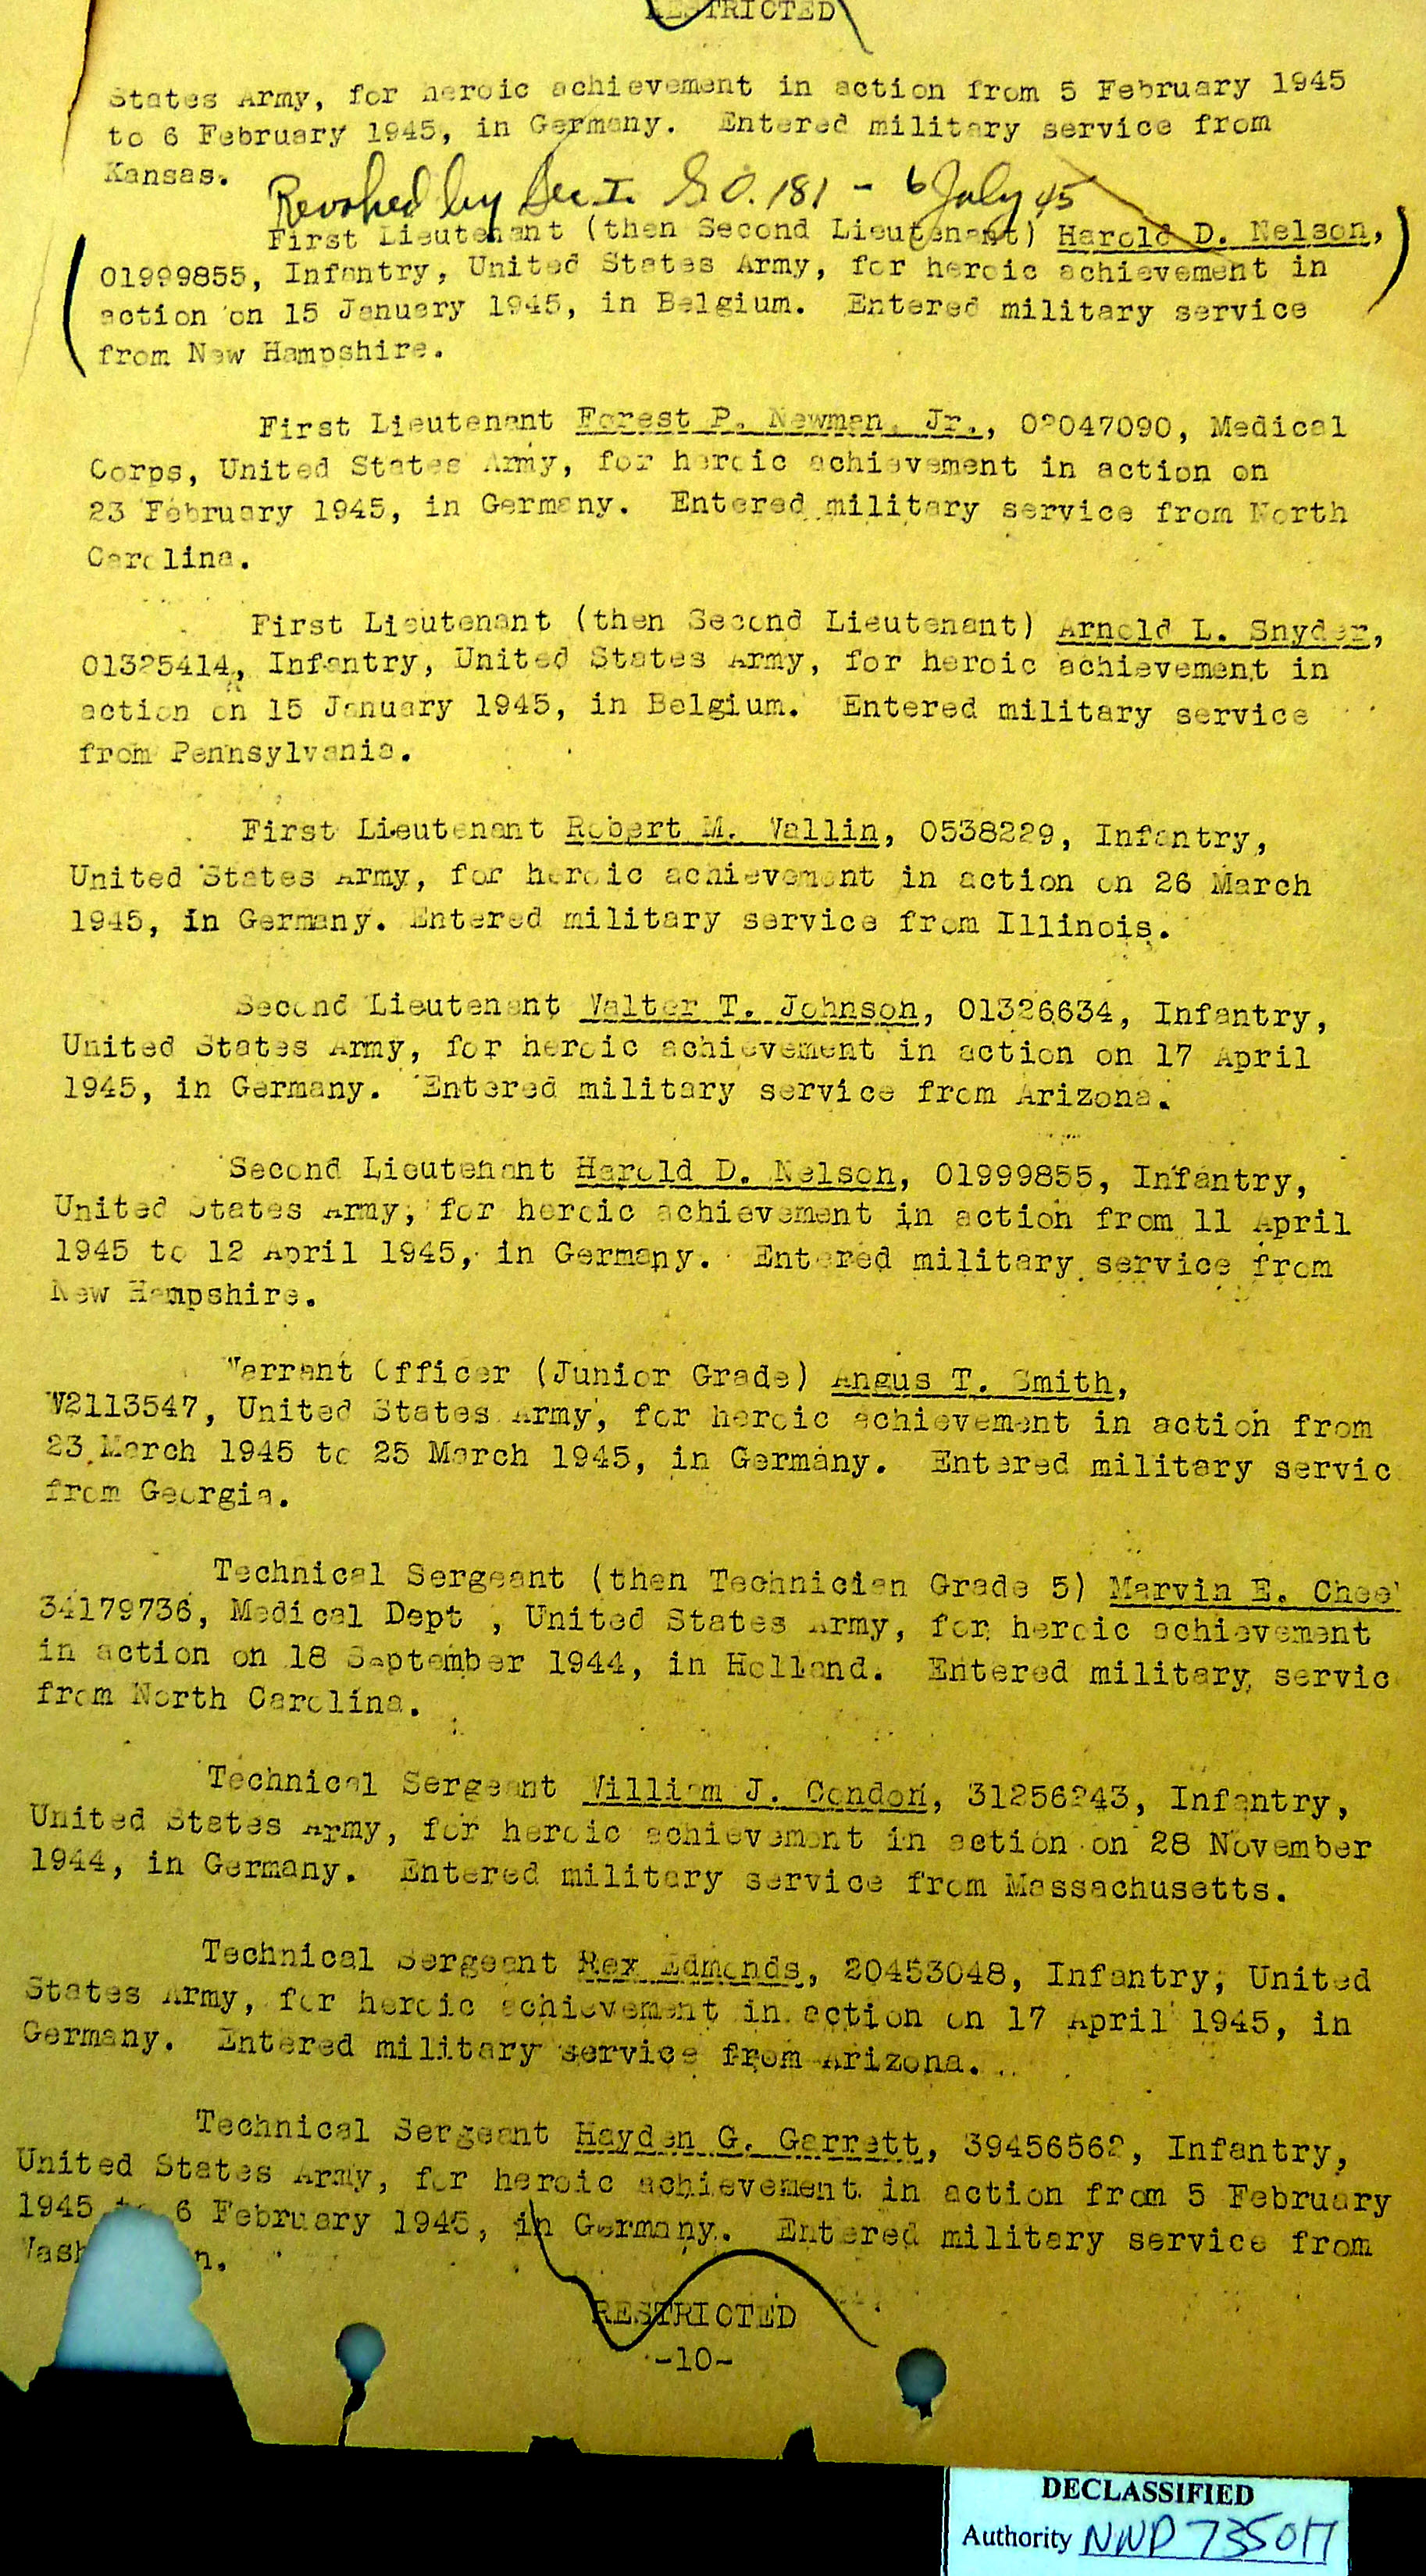 RESTRICTED
States Army, for heroic achievement in action from 5 February 1945
to 6 February 1945, in Germany. Entered military service from
Kansas.
Revoked by Sec I. G.O. 181 - 6 July 45
First Lieutenant (then Second Lieutenant) Harold D. Nelson,
01999855, Infantry, United States Army, for heroic achievement in
action on 15 January 1945, in Belgium. Entered military service
from New Hampshire.
First Lieutenant Forest P. Newman, Jr., 02047090, Medical
Corps, United States Army, for heroic achievement in action on
23 February 1945, in Germany. Entered military service from North
Carolina.
First Lieutenant (then Second Lieutenant) Arnold L. Snyder,
01325414, Infantry, United States Army, for heroic achievement in
action on 15 January 1945, in Belgium. Entered military service
from Pennsylvania.
First Lieutenant Robert M. Wallin, 0538229, Infantry,
United States Army, for heroic achievement in action on 26 March
1945, in Germany. Entered military service from Illinois.
Second Lieutenant Walter T. Johnson, 01326634, Infantry,
United States Army, for heroic achievement in action on 17 April
1945, in Germany. Entered military service from Arizona.
Second Lieutenant Harold D. Nelson, 01999855, Infantry,
United States Army, for heroic achievement in action from 11 April
1945 to 12 April 1945, in Germany. Entered military service from
New Hampshire.
Warrant Officer (Junior Grade) Angus T. Smith,
W2113547, United States Army, for heroic achievement in action from
23 March 1945 to 25 March 1945, in Germany. Entered military servic
from Georgia.
Technical Sergeant (then Technician Grade 5) Marvin E. Chee
34179736, Medical Dept , United States Army, for heroic achievement
in action on 18 September 1944, in Holland. Entered military servic
from North Carolina.
Technical Sergeant William J. Condon, 31256243, Infantry,
United States Army, for heroic achievement in action on 28 November
1944, in Germany. Entered military service from Massachusetts.
Technical Sergeant Rex Edmonds, 20453048, Infantry, United
States Army, for heroic achievement in action on 17 April 1945, in
Germany. Entered military service from Arizona.
Technical Sergeant Hayden G. Garrett, 39456562, Infantry,
United States Army, for heroic achievement in action from 5 February
1945 to 6 February 1945, in Germany. Entered military service from
Wash n.
RESTRICTED
-10-
DECLASSIFIED
Authority NND 735017